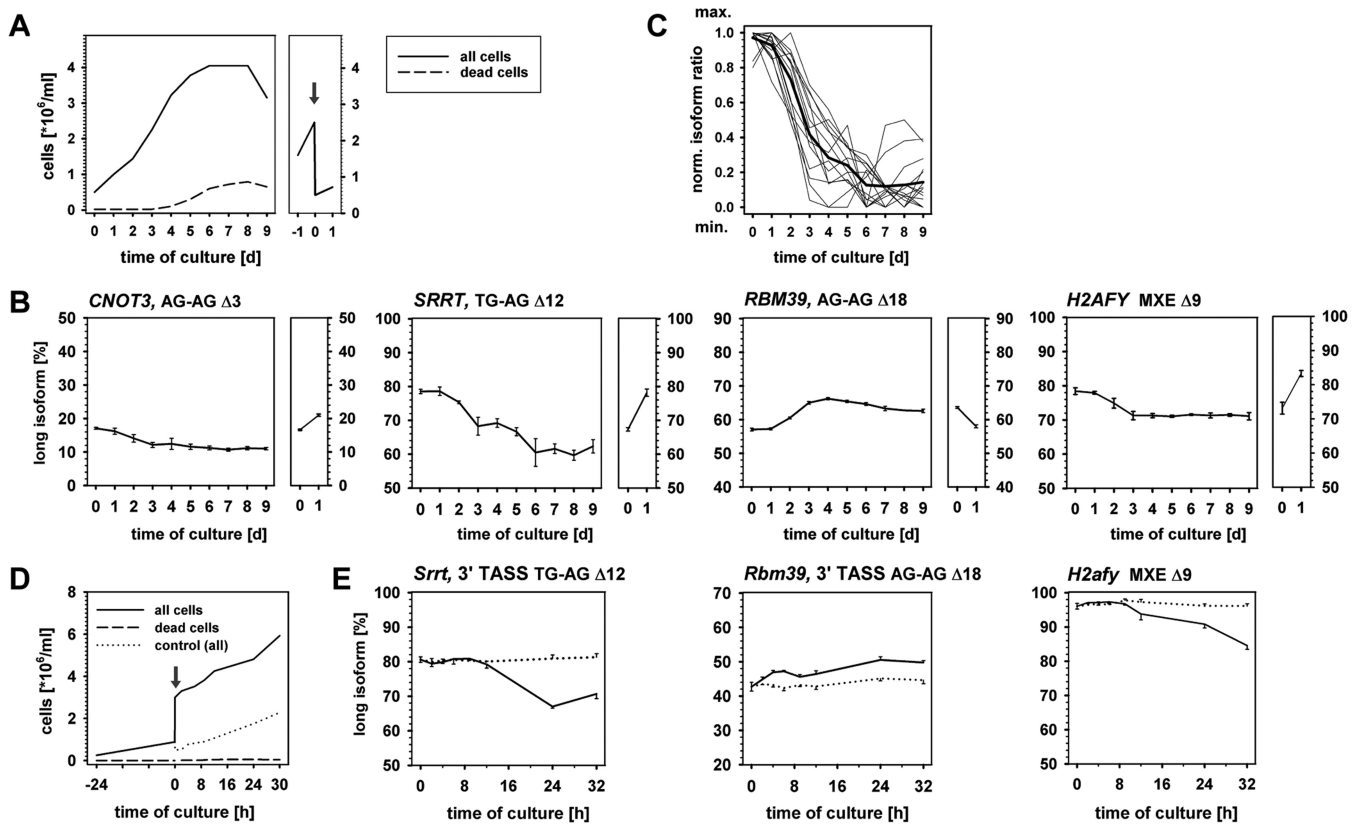 A
cells [*10⁶/ml]
4
3
2
1
0
0 1 2 3 4 5 6 7 8 9
time of culture [d]
4
3
2
1
0
-1 0 1
all cells
dead cells
C
max.
norm. isoform ratio
1.0
0.8
0.6
0.4
0.2
0.0
min.
0 1 2 3 4 5 6 7 8 9
time of culture [d]
B
CNOT3, AG-AG Δ3
long isoform [%]
50
40
30
20
10
0
0 1 2 3 4 5 6 7 8 9
time of culture [d]
50
40
30
20
10
0
0 1
SRRT, TG-AG Δ12
100
90
80
70
60
50
0 1 2 3 4 5 6 7 8 9
time of culture [d]
100
90
80
70
60
50
0 1
RBM39, AG-AG Δ18
90
80
70
60
50
40
0 1 2 3 4 5 6 7 8 9
time of culture [d]
90
80
70
60
50
40
0 1
H2AFY MXE Δ9
100
90
80
70
60
50
0 1 2 3 4 5 6 7 8 9
time of culture [d]
100
90
80
70
60
50
0 1
D
cells [*10⁶/ml]
8
6
4
2
0
all cells
dead cells
control (all)
-24 0 8 16 24 30
time of culture [h]
E
Srrt, 3' TASS TG-AG Δ12
long isoform [%]
100
90
80
70
60
50
0 8 16 24 32
time of culture [h]
Rbm39, 3' TASS AG-AG Δ18
70
60
50
40
30
20
0 8 16 24 32
time of culture [h]
H2afy MXE Δ9
100
90
80
70
60
50
0 8 16 24 32
time of culture [h]